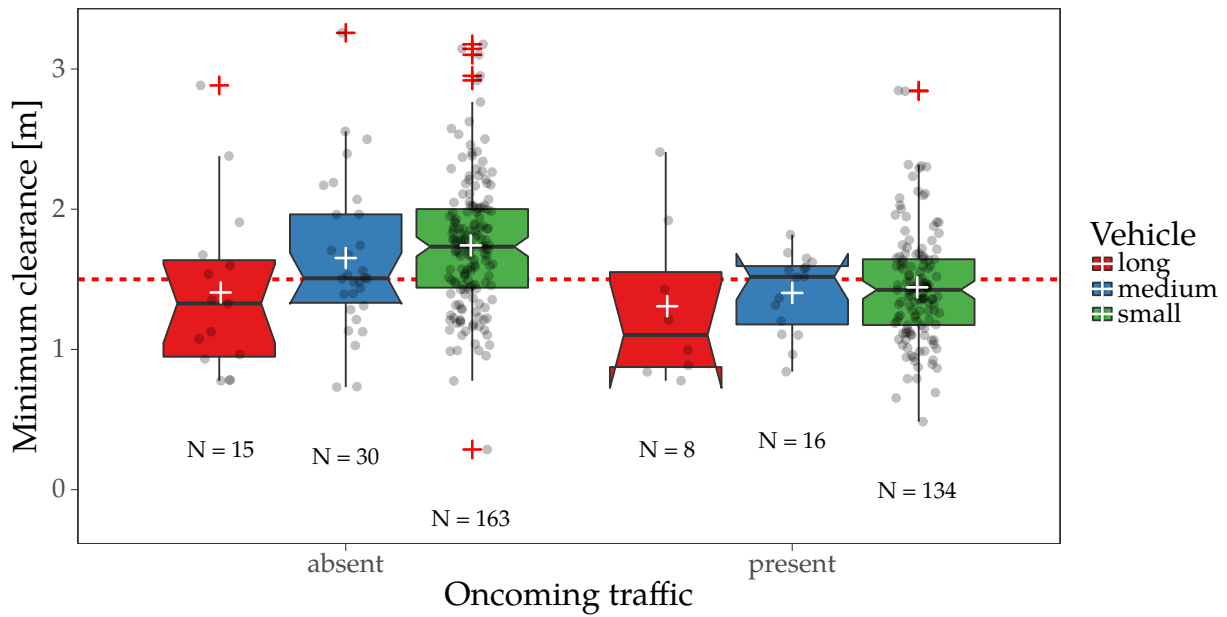 Minimum clearance [m]
3
2
1
0
N = 15
N = 30
N = 163
N = 8
N = 16
N = 134
absent
present
Oncoming traffic
Vehicle
long
medium
small